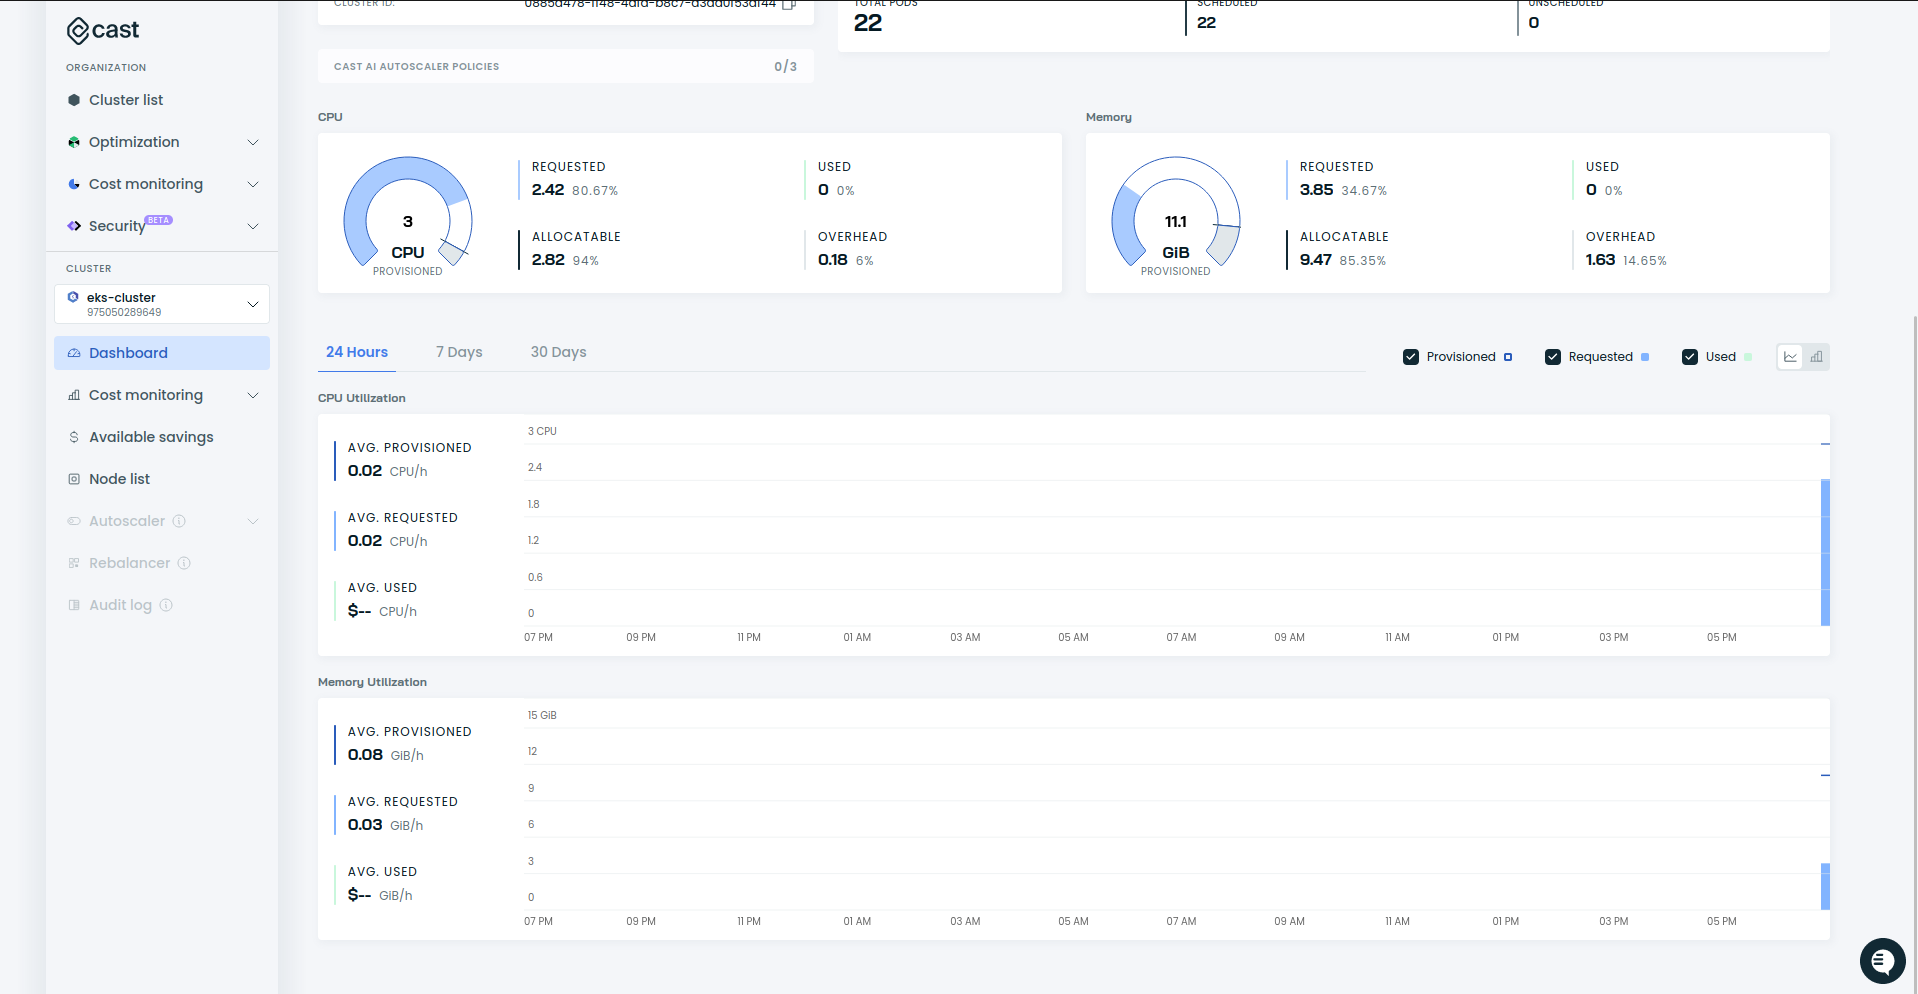 cast
ORGANIZATION
Cluster list
Optimization
Cost monitoring
Security BETA
CLUSTER
eks-cluster
975050289649
Dashboard
Cost monitoring
Available savings
Node list
Autoscaler
Rebalancer
Audit log
CLUSTER ID:
TOTAL PODS
22
SCHEDULED
22
UNSCHEDULED
0
CAST AI AUTOSCALER POLICIES 0/3
CPU
3
CPU
PROVISIONED
REQUESTED
2.42 80.67%
USED
0 0%
ALLOCATABLE
2.82 94%
OVERHEAD
0.18 6%
Memory
11.1
GiB
PROVISIONED
REQUESTED
3.85 34.67%
USED
0 0%
ALLOCATABLE
9.47 85.35%
OVERHEAD
1.63 14.65%
24 Hours 7 Days 30 Days
Provisioned Requested Used
CPU Utilization
AVG. PROVISIONED
0.02 CPU/h
AVG. REQUESTED
0.02 CPU/h
AVG. USED
$-- CPU/h
3 CPU
2.4
1.8
1.2
0.6
0
07 PM 09 PM 11 PM 01 AM 03 AM 05 AM 07 AM 09 AM 11 AM 01 PM 03 PM 05 PM
Memory Utilization
AVG. PROVISIONED
0.08 GiB/h
AVG. REQUESTED
0.03 GiB/h
AVG. USED
$-- GiB/h
15 GiB
12
9
6
3
0
07 PM 09 PM 11 PM 01 AM 03 AM 05 AM 07 AM 09 AM 11 AM 01 PM 03 PM 05 PM